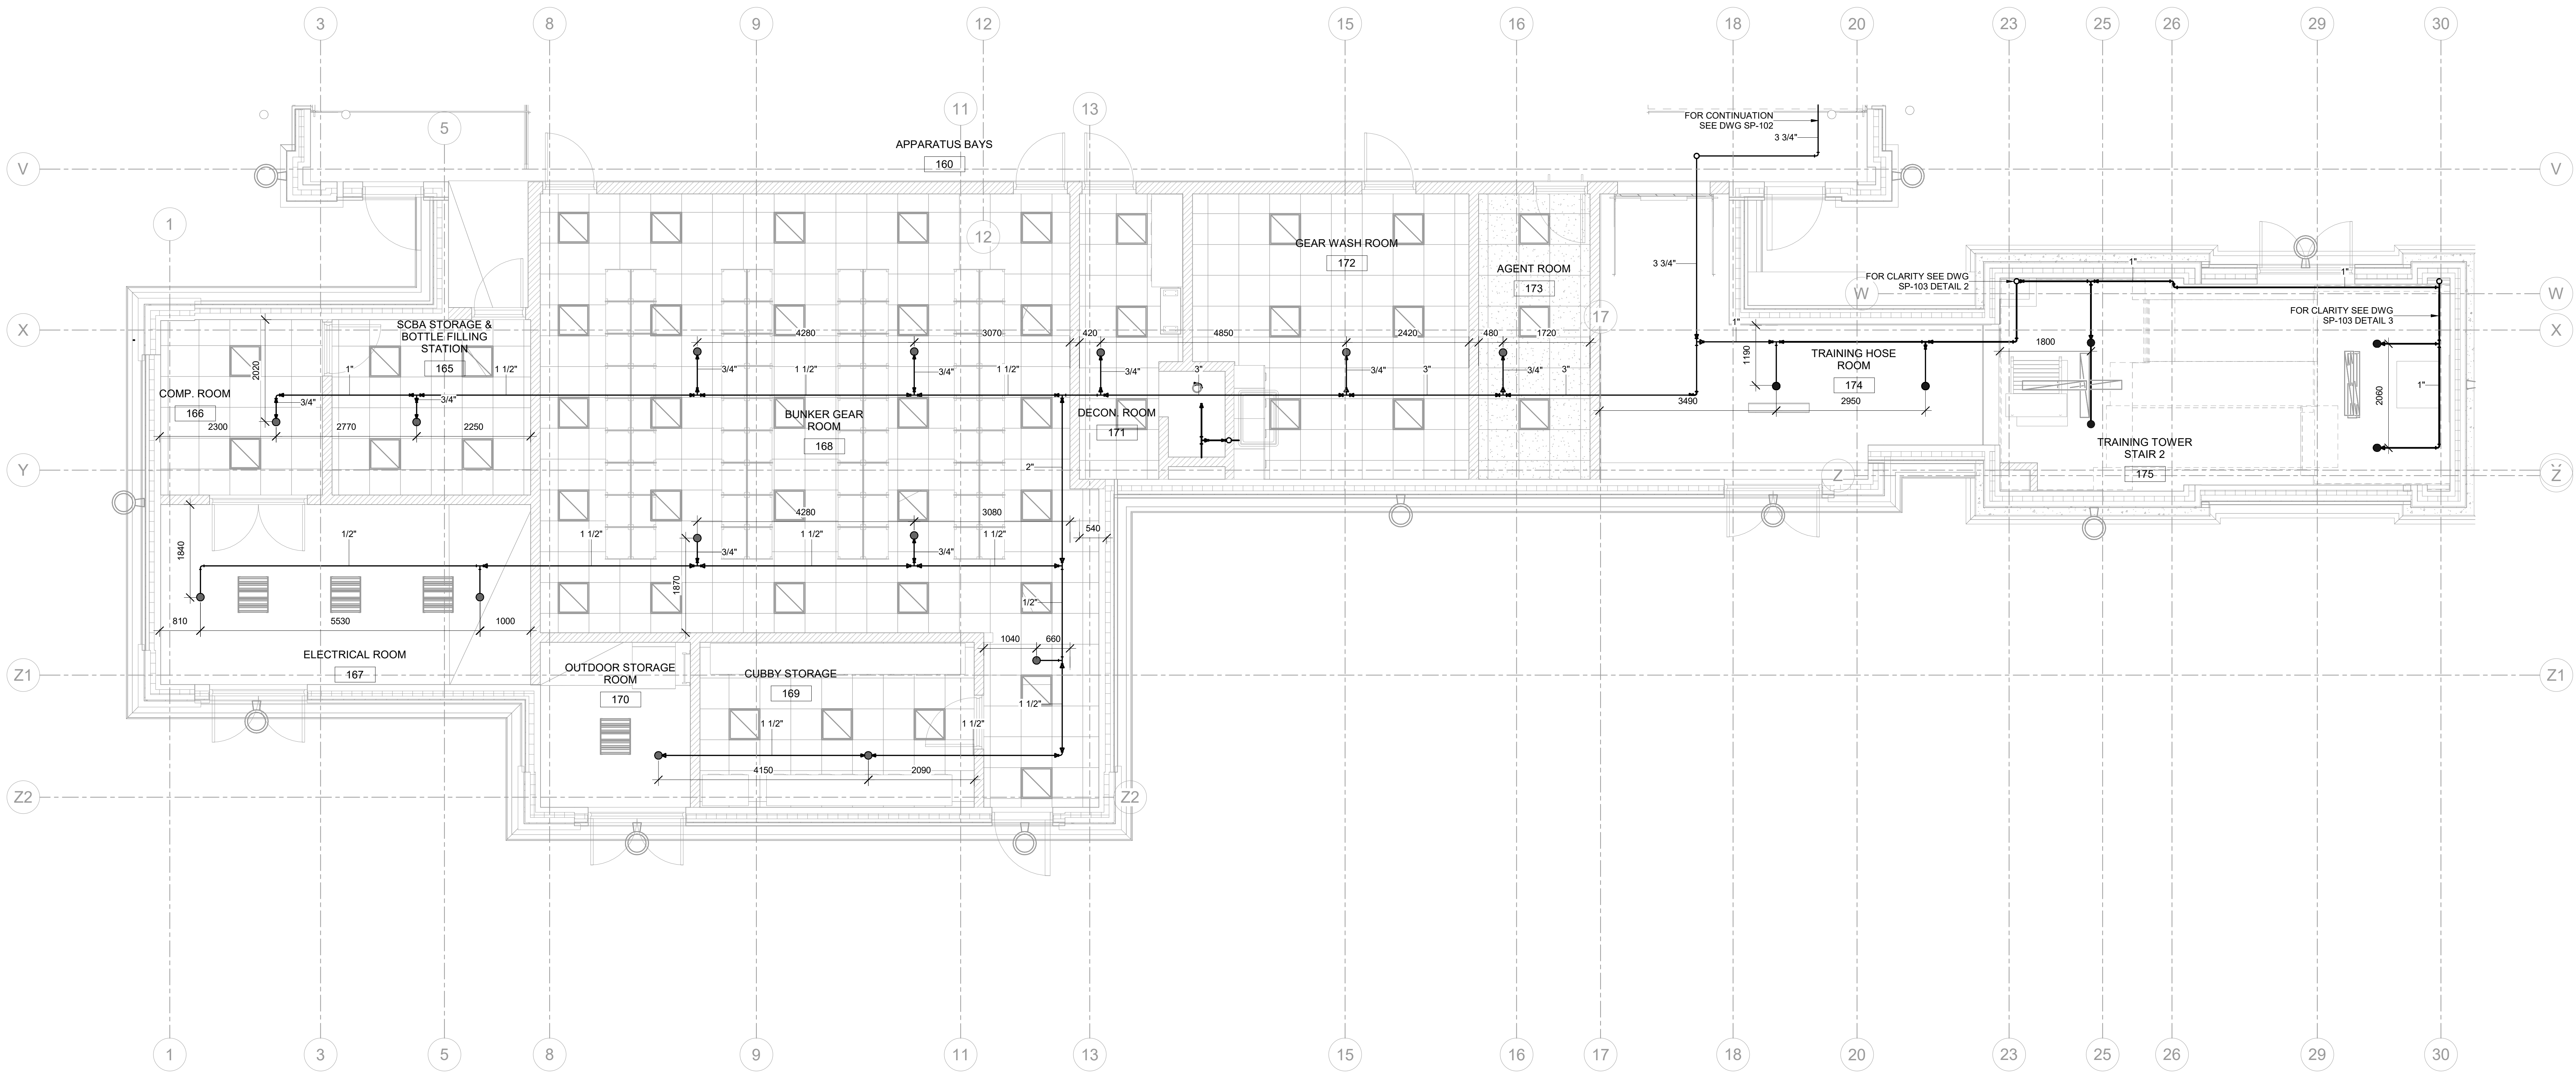 3
8
9
12
15
16
18
20
23
25
26
29
30
11
13
5
FOR CONTINUATION
SEE DWG SP-102
3 3/4"
APPARATUS BAYS
160
V
V
1
12
GEAR WASH ROOM
172
3 3/4"
AGENT ROOM
173
FOR CLARITY SEE DWG
SP-103 DETAIL 2
1"
1"
W
W
FOR CLARITY SEE DWG
SP-103 DETAIL 3
17
X
SCBA STORAGE &
BOTTLE FILLING
STATION
165
4280
3070
420
4850
2420
480
1720
1"
X
1190
TRAINING HOSE
ROOM
174
1800
2020
1"
1 1/2"
3/4"
1 1/2"
3/4"
1 1/2"
3/4"
3"
3/4"
3"
3/4"
3"
1"
2060
COMP. ROOM
166
3/4"
3/4"
3490
2950
BUNKER GEAR
ROOM
168
DECON. ROOM
171
2300
2770
2250
TRAINING TOWER
STAIR 2
175
Y
2"
Z
Y
Z
4280
3080
540
1840
1/2"
1 1/2"
3/4"
1 1/2"
3/4"
1 1/2"
1870
1/2"
810
5530
1000
1040
660
ELECTRICAL ROOM
167
OUTDOOR STORAGE
ROOM
170
CUBBY STORAGE
169
Z1
Z1
1 1/2"
1 1/2"
1 1/2"
4150
2090
Z2
Z2
1
3
5
8
9
11
13
15
16
17
18
20
23
25
26
29
30